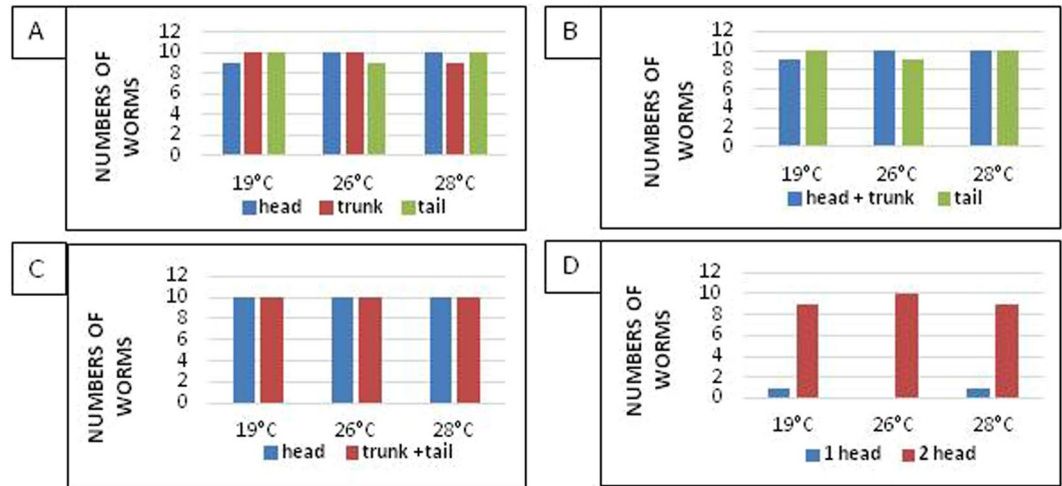 A
NUMBERS OF
WORMS
12
10
8
6
4
2
0
19°C 26°C 28°C
head trunk tail
B
NUMBERS OF
WORMS
12
10
8
6
4
2
0
19°C 26°C 28°C
head + trunk tail
C
NUMBERS OF
WORMS
12
10
8
6
4
2
0
19°C 26°C 28°C
head trunk +tail
D
NUMBERS OF
WORMS
12
10
8
6
4
2
0
19°C 26°C 28°C
1 head 2 head